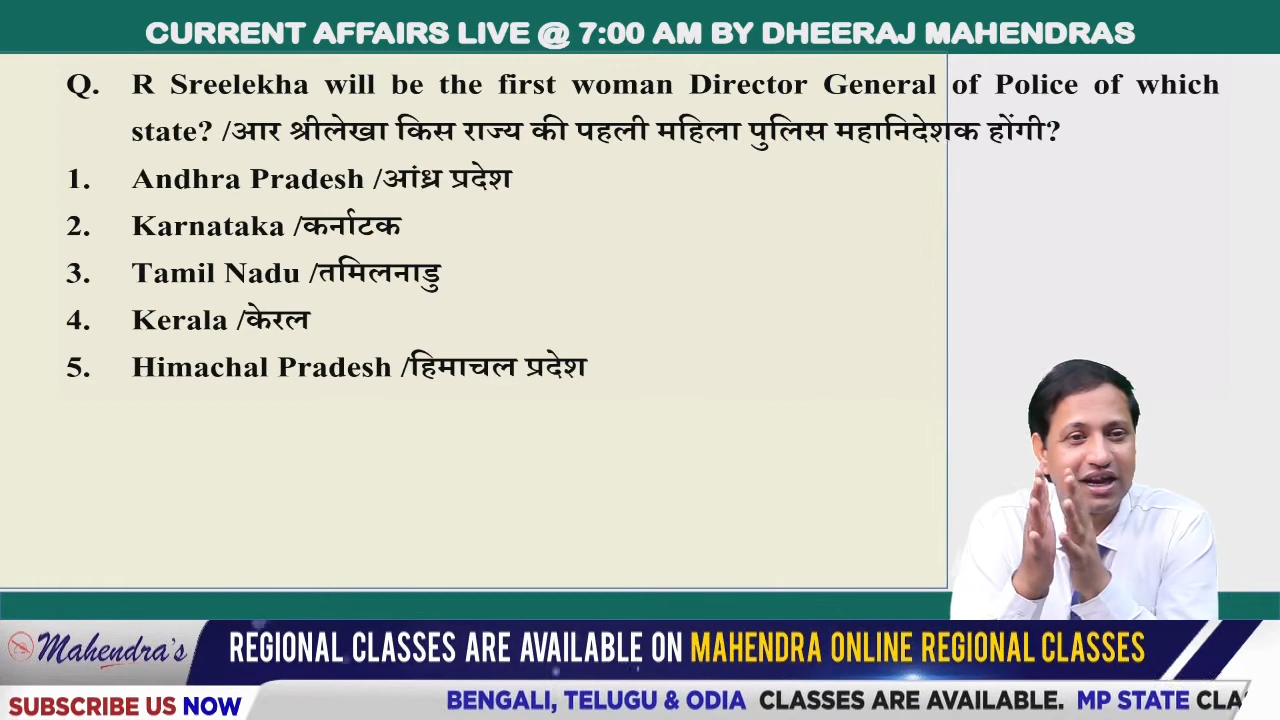 CURRENT AFFAIRS LIVE @ 7:00 AM BY DHEERAJ MAHENDRAS
Q. R Sreelekha will be the first woman Director General of Police of which
state? /आर श्रीलेखा किस राज्य की पहली महिला पुलिस महानिदेशक होंगी?
1. Andhra Pradesh /आंध्र प्रदेश
2. Karnataka /कर्नाटक
3. Tamil Nadu /तमिलनाडु
4. Kerala /केरल
5. Himachal Pradesh /हिमाचल प्रदेश
Mahendra's
REGIONAL CLASSES ARE AVAILABLE ON MAHENDRA ONLINE REGIONAL CLASSES
SUBSCRIBE US NOW
BENGALI, TELUGU & ODIA CLASSES ARE AVAILABLE. MP STATE CLA